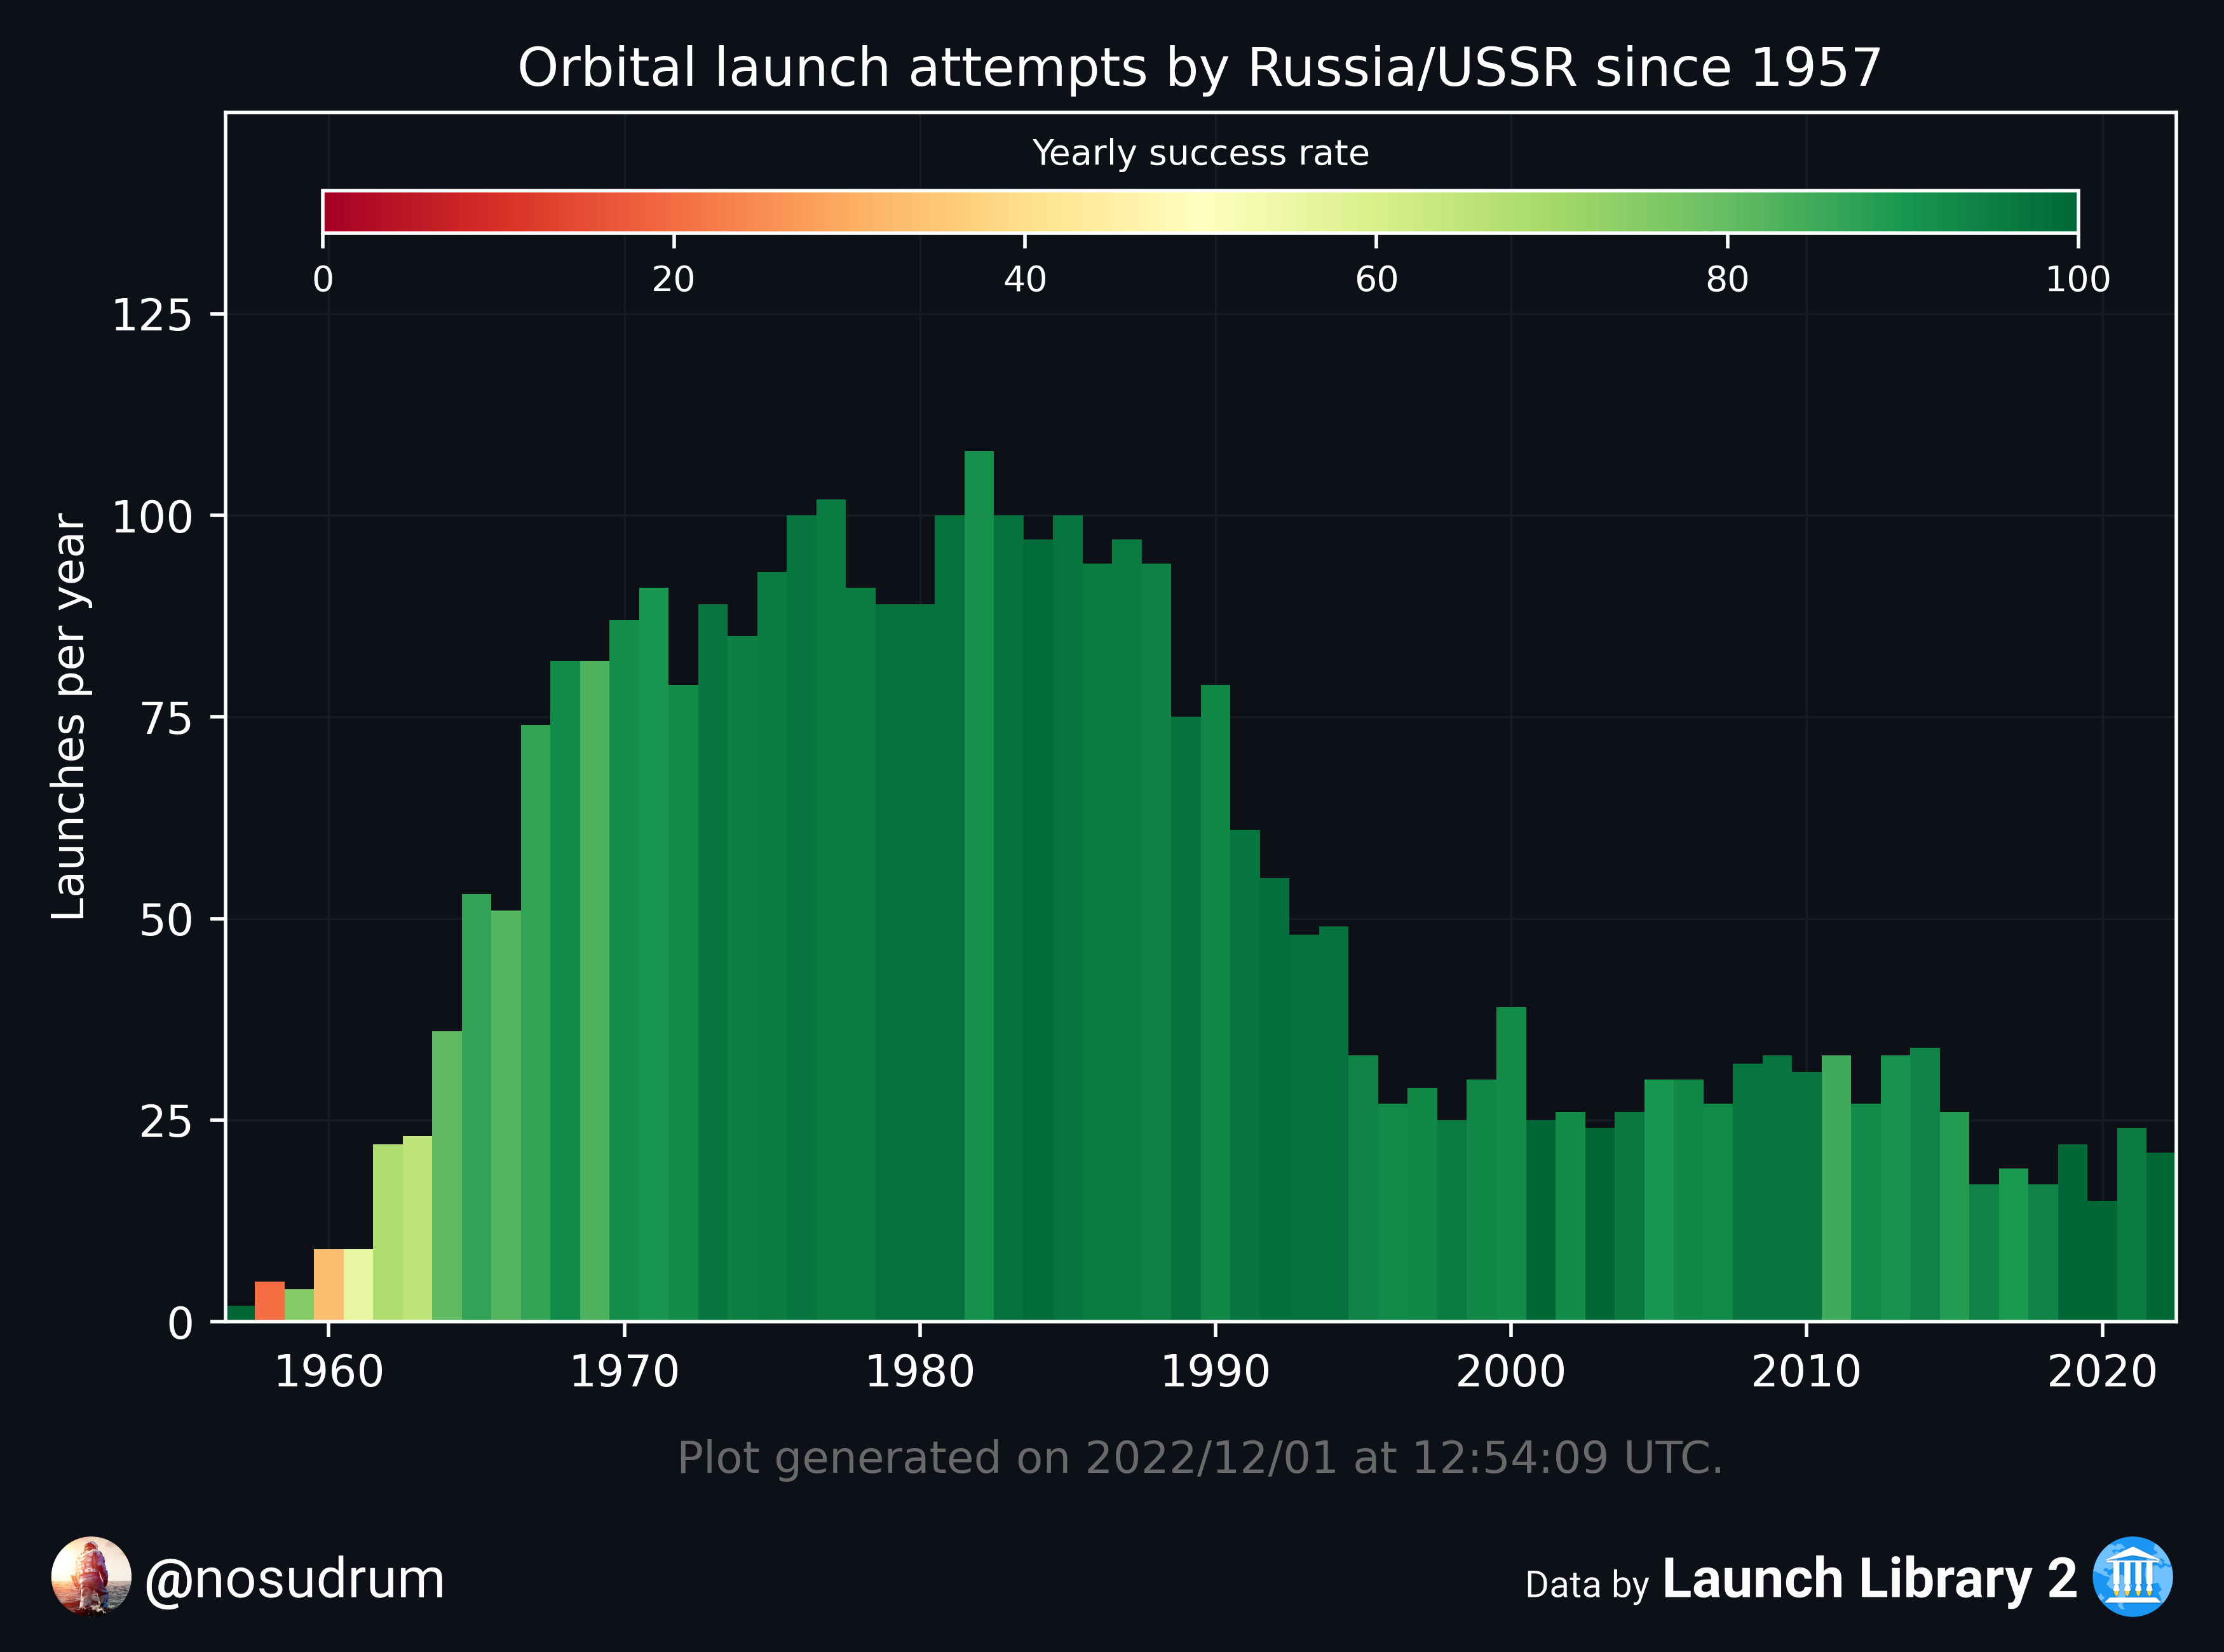 Orbital launch attempts by Russia/USSR since 1957
Yearly success rate
0 20 40 60 80 100
Launches per year
125
100
75
50
25
0
1960 1970 1980 1990 2000 2010 2020
Plot generated on 2022/12/01 at 12:54:09 UTC.
@nosudrum
Data by Launch Library 2